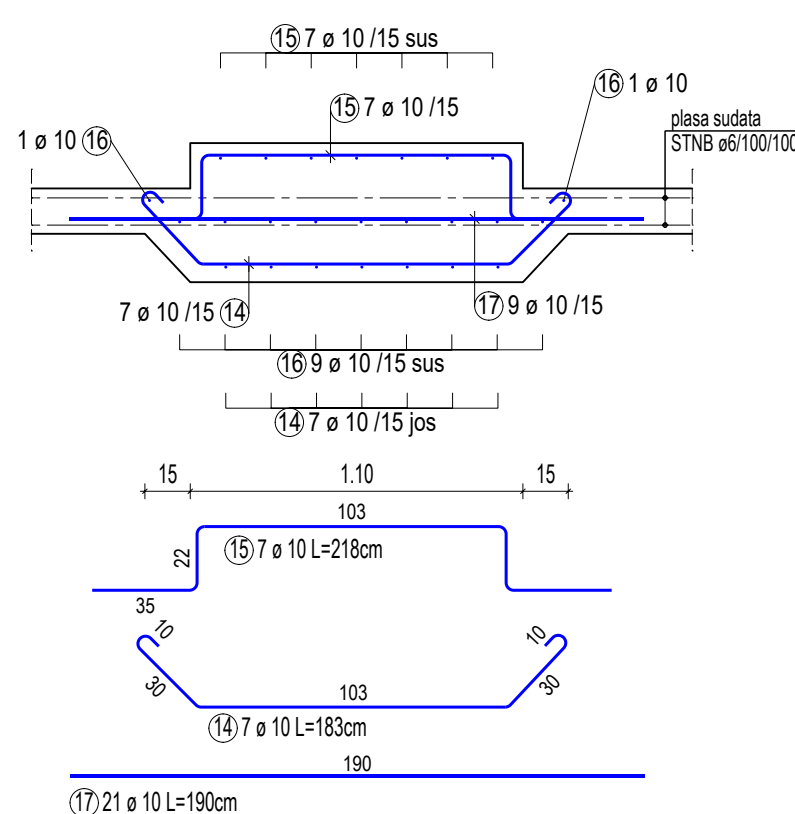 15 7 ø 10 /15 sus
16 1 ø 10
15 7 ø 10 /15
plasa sudata
STNB ø6/100/100
1 ø 10 16
7 ø 10 /15 14
17 9 ø 10 /15
16 9 ø 10 /15 sus
14 7 ø 10 /15 jos
15 1.10 15
103
22
15 7 ø 10 L=218cm
35
10 10
30 103 30
14 7 ø 10 L=183cm
190
17 21 ø 10 L=190cm